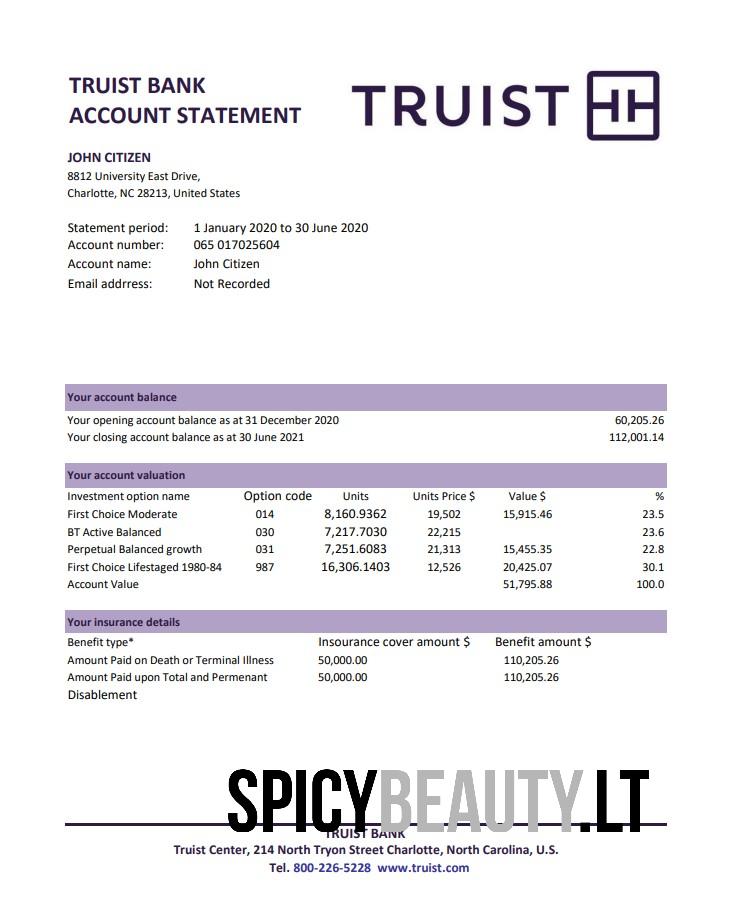 TRUIST BANK
ACCOUNT STATEMENT
TRUIST
JOHN CITIZEN
8812 University East Drive,
Charlotte, NC 28213, United States
Statement period: 1 January 2020 to 30 June 2020
Account number: 065 017025604
Account name: John Citizen
Email addrress: Not Recorded
Your account balance
Your opening account balance as at 31 December 2020 60,205.26
Your closing account balance as at 30 June 2021 112,001.14
Your account valuation
Investment option name Option code Units Units Price $ Value $ %
First Choice Moderate 014 8,160.9362 19,502 15,915.46 23.5
BT Active Balanced 030 7,217.7030 22,215 23.6
Perpetual Balanced growth 031 7,251.6083 21,313 15,455.35 22.8
First Choice Lifestaged 1980-84 987 16,306.1403 12,526 20,425.07 30.1
Account Value 51,795.88 100.0
Your insurance details
Benefit type* Insourance cover amount $ Benefit amount $
Amount Paid on Death or Terminal Illness 50,000.00 110,205.26
Amount Paid upon Total and Permenant 50,000.00 110,205.26
Disablement
SPICYBEAUTY.LT
TRUIST BANK
Truist Center, 214 North Tryon Street Charlotte, North Carolina, U.S.
Tel. 800-226-5228 www.truist.com